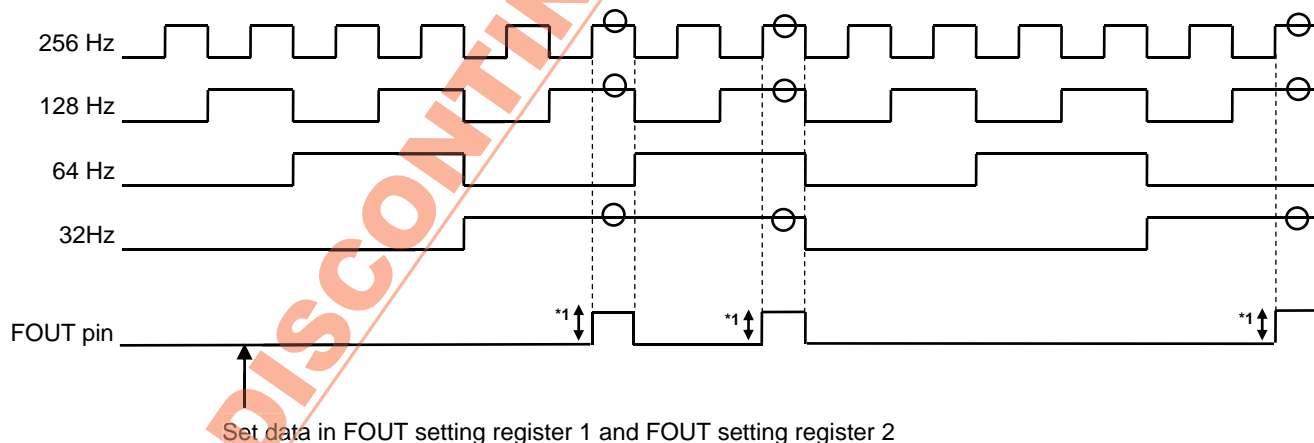 256 Hz
128 Hz
64 Hz
32Hz
*1 *1 *1
FOUT pin
Set data in FOUT setting register 1 and FOUT setting register 2
DISCONTIN